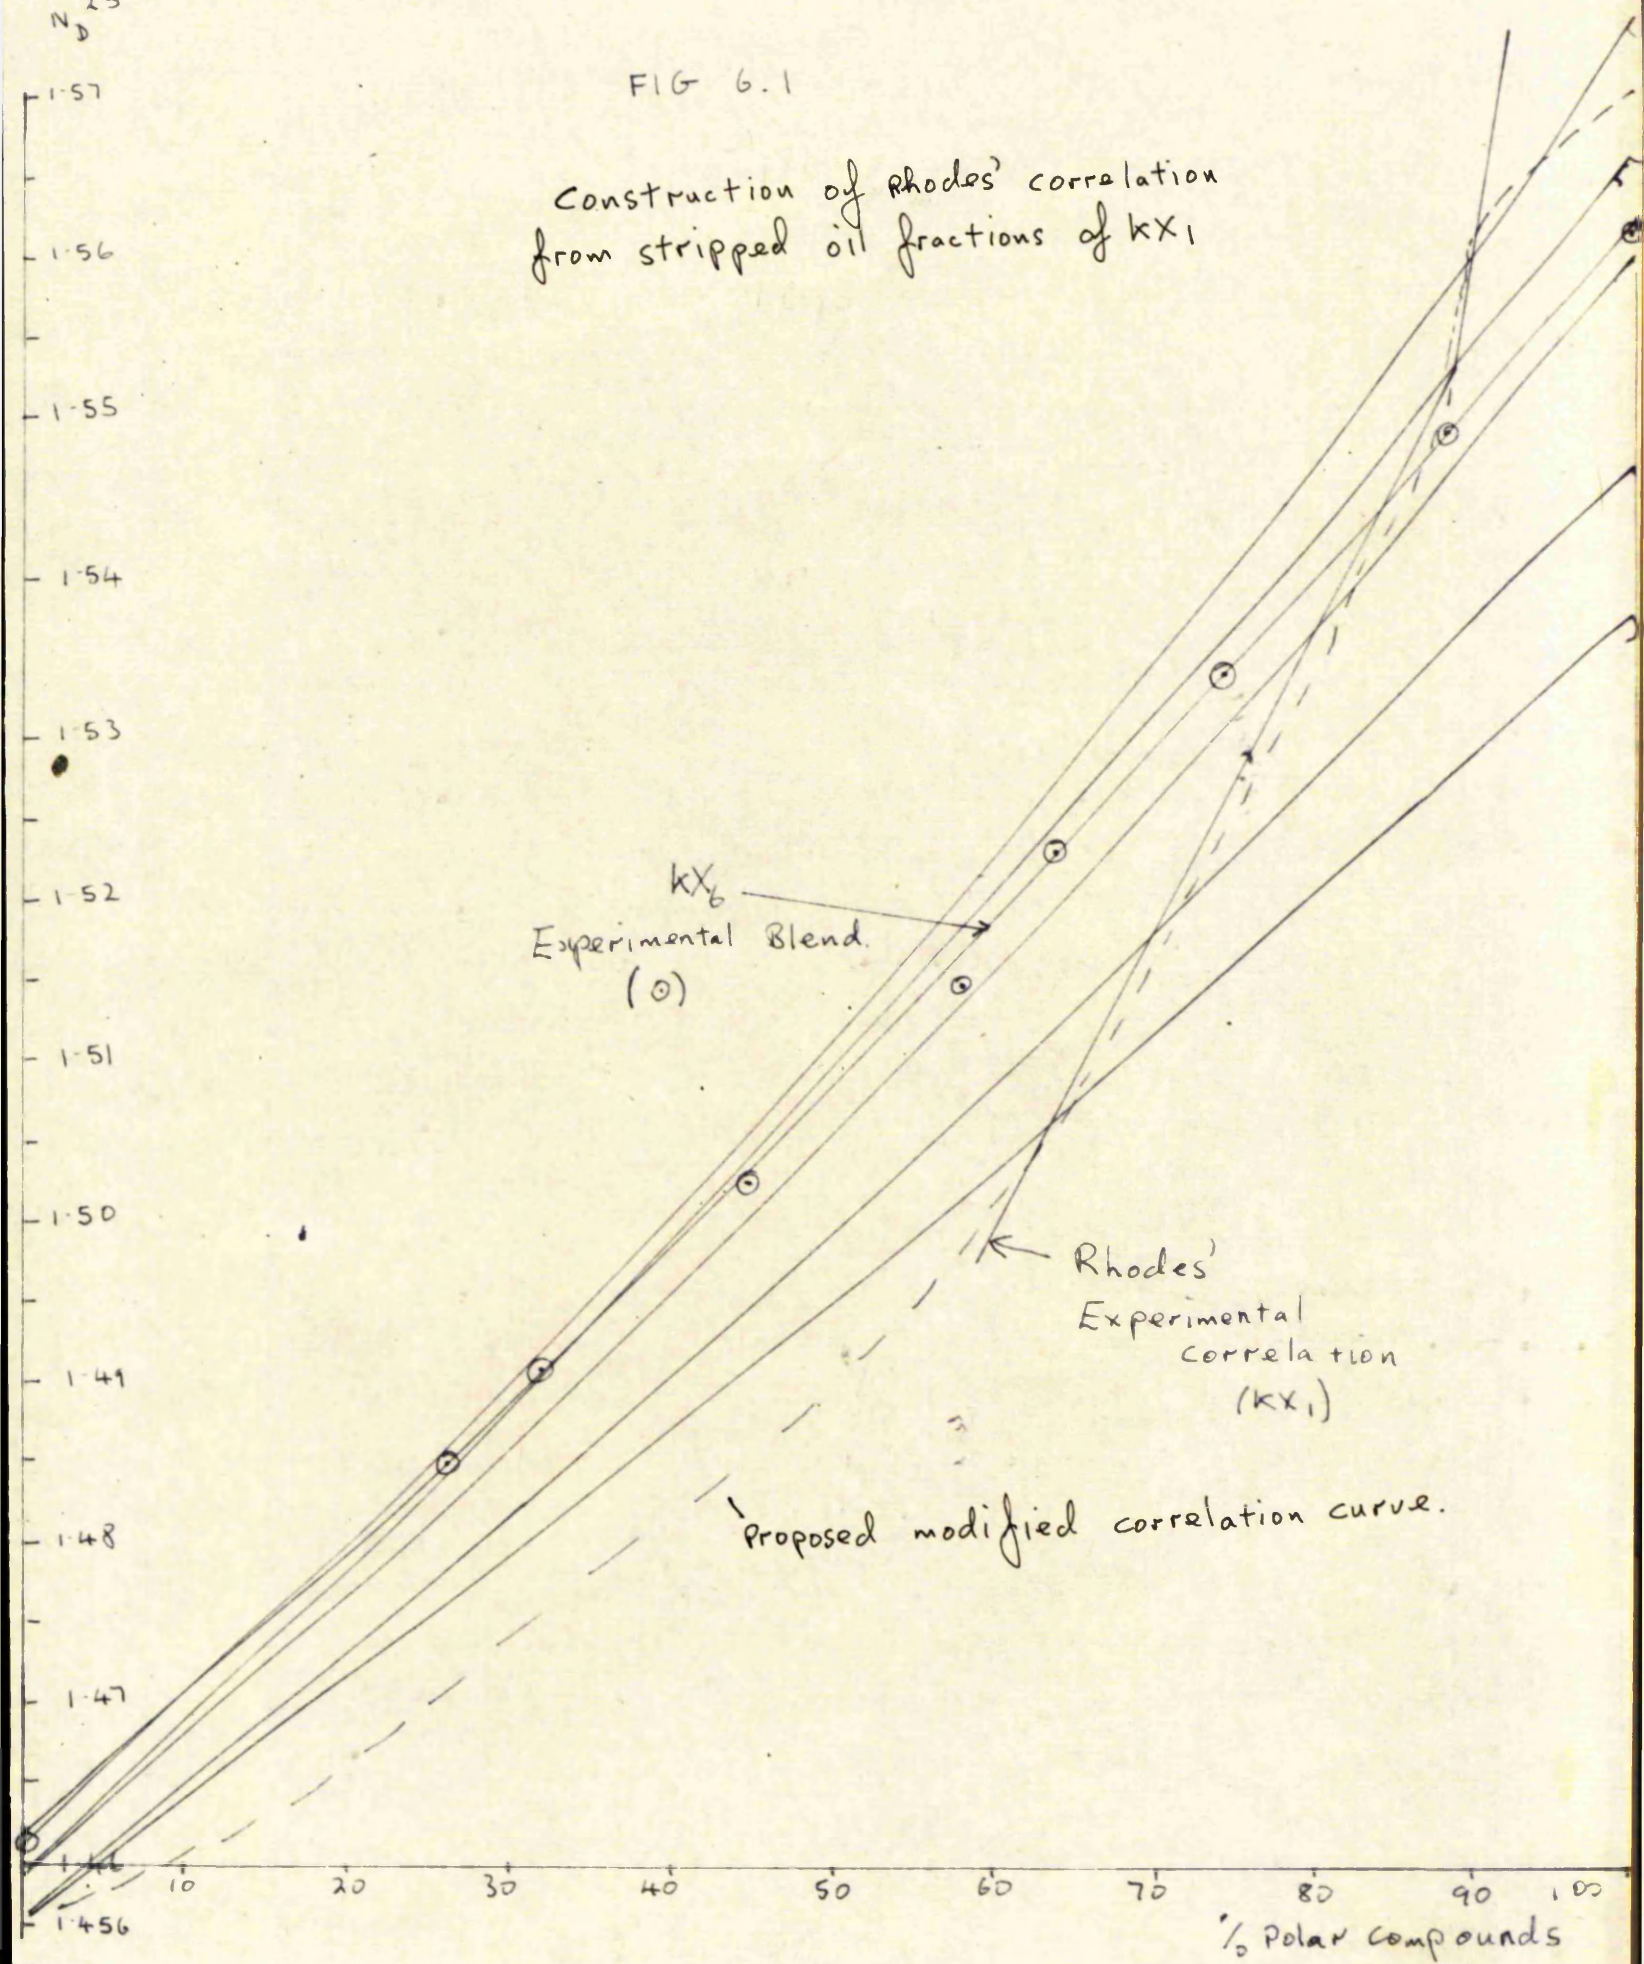 N_D^25
FIG 6.1
Construction of Rhodes' correlation
from stripped oil fractions of KX1
1.57
1.56
1.55
1.54
1.53
1.52
1.51
1.50
1.49
1.48
1.47
1.456
KX6
Experimental Blend.
(⊙)
Rhodes'
Experimental
correlation
(KX1)
Proposed modified correlation curve.
10 20 30 40 50 60 70 80 90 100
% Polar compounds